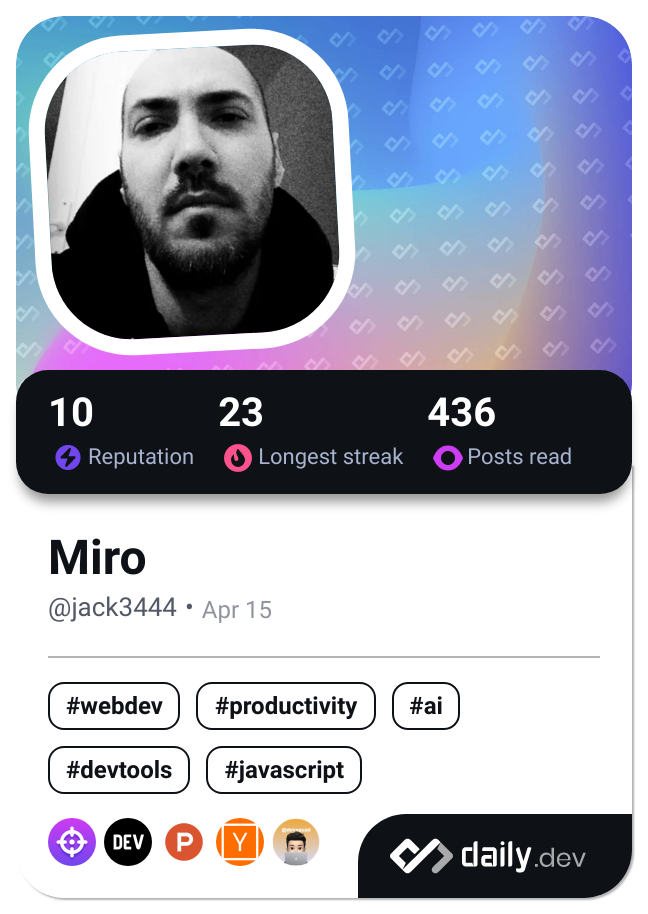 10 23 436
Reputation Longest streak Posts read
Miro
@jack3444 • Apr 15
#webdev #productivity #ai
#devtools #javascript
DEV P Y
daily.dev